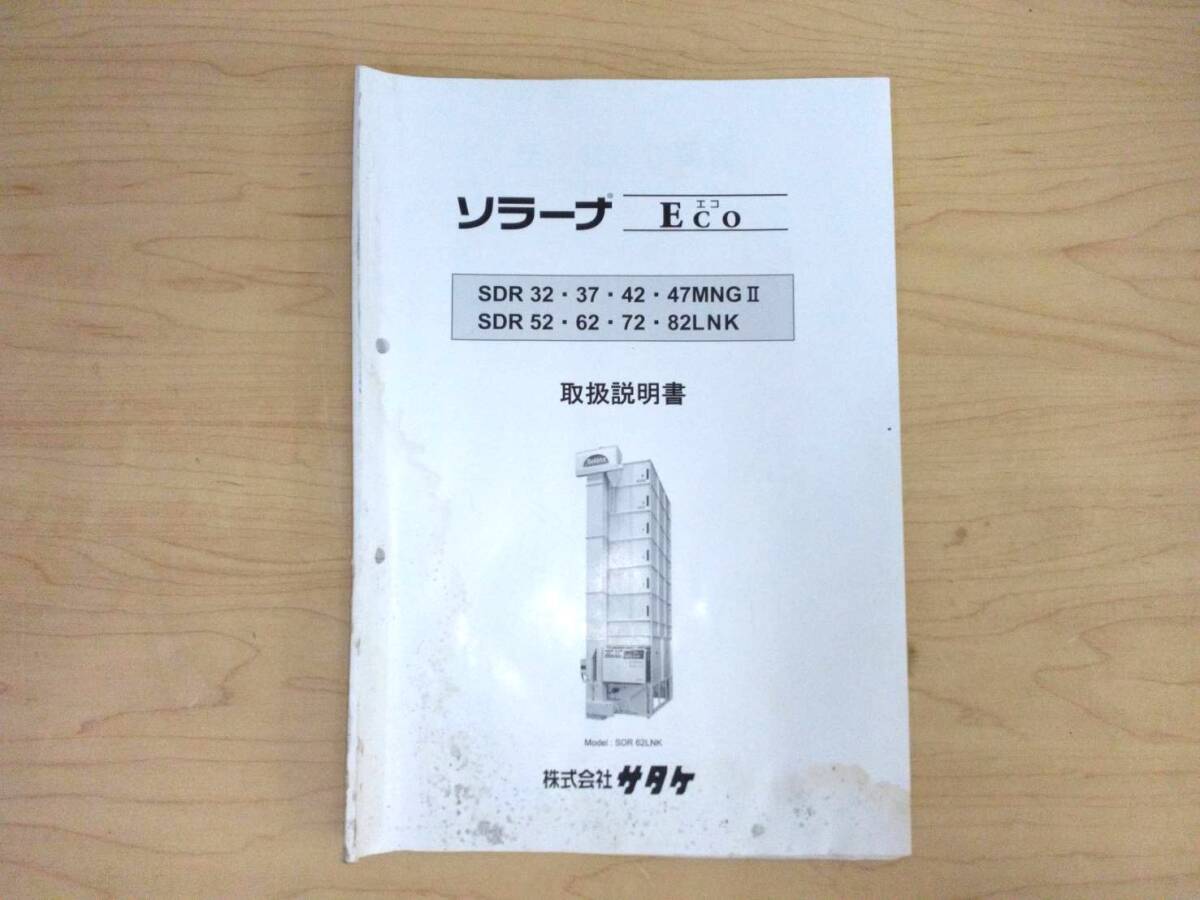 ソラーナ® エコ Eco
SDR 32・37・42・47MNGⅡ
SDR 52・62・72・82LNK
取扱説明書
Model : SOR 62LNK
株式会社 サタケ